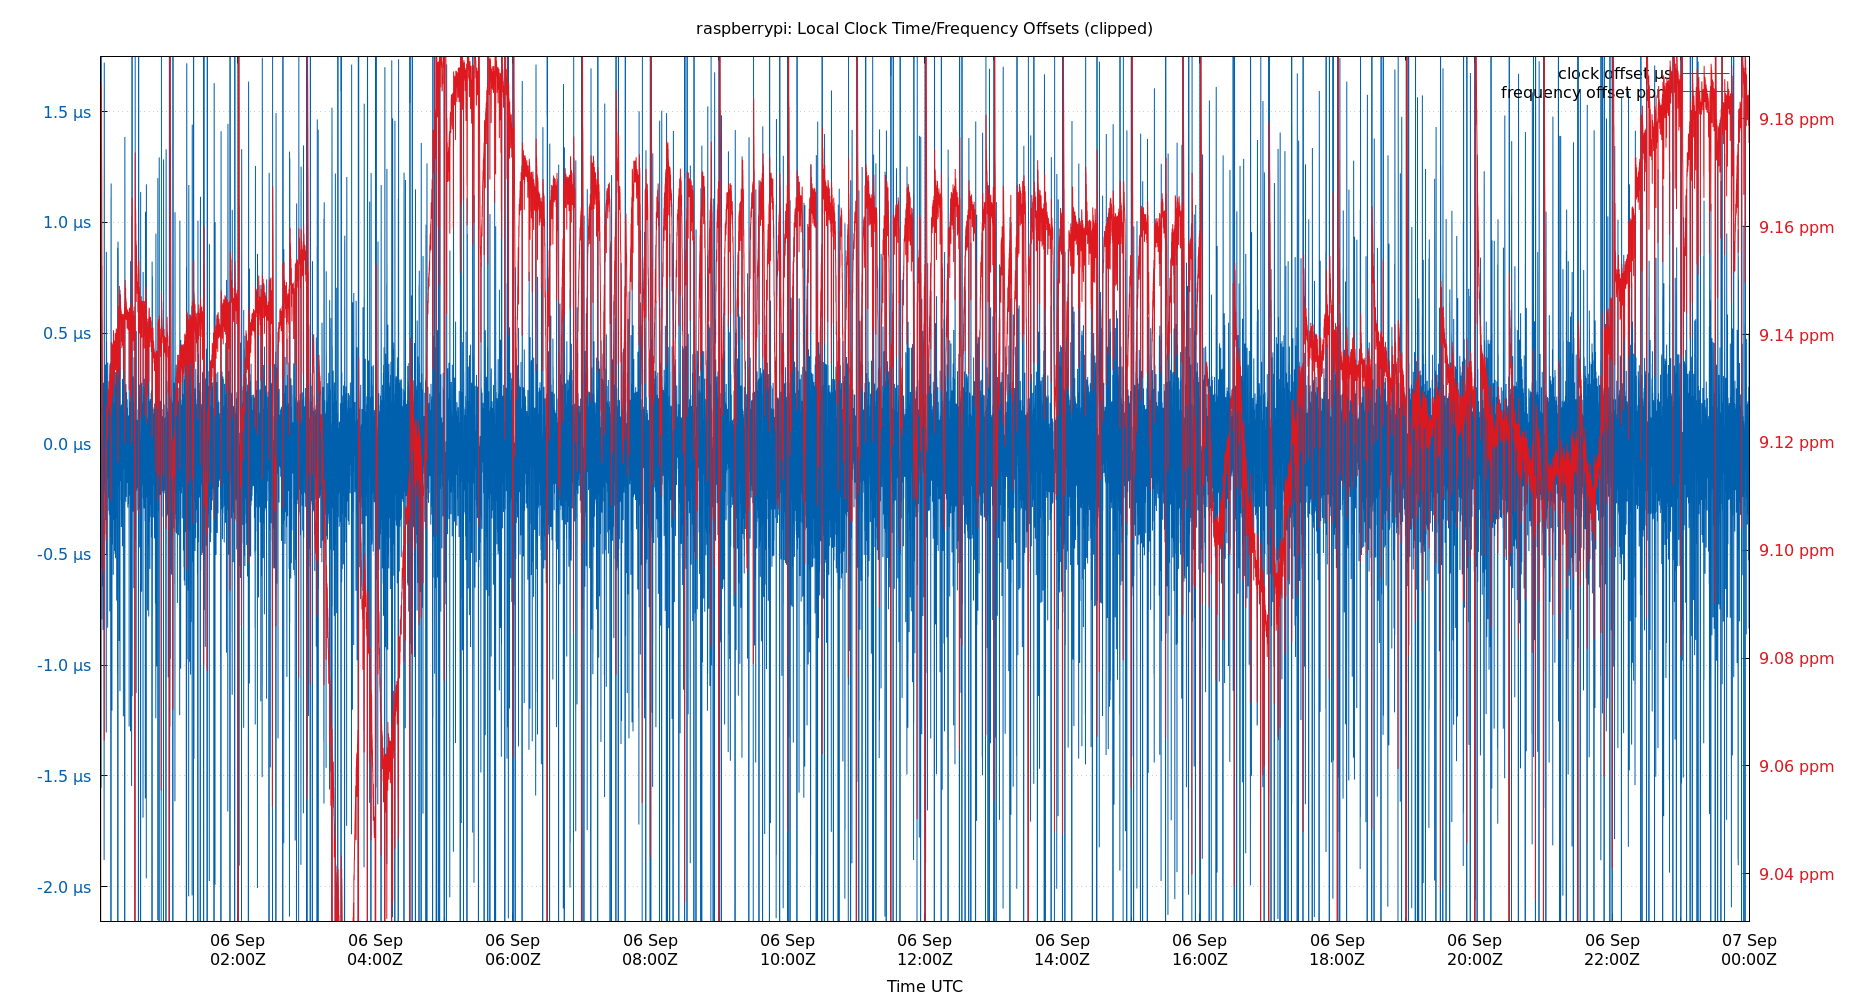 raspberrypi: Local Clock Time/Frequency Offsets (clipped)
clock offset µs
frequency offset ppm
1.5 µs
1.0 µs
0.5 µs
0.0 µs
-0.5 µs
-1.0 µs
-1.5 µs
-2.0 µs
9.18 ppm
9.16 ppm
9.14 ppm
9.12 ppm
9.10 ppm
9.08 ppm
9.06 ppm
9.04 ppm
06 Sep
02:00Z
06 Sep
04:00Z
06 Sep
06:00Z
06 Sep
08:00Z
06 Sep
10:00Z
06 Sep
12:00Z
06 Sep
14:00Z
06 Sep
16:00Z
06 Sep
18:00Z
06 Sep
20:00Z
06 Sep
22:00Z
07 Sep
00:00Z
Time UTC